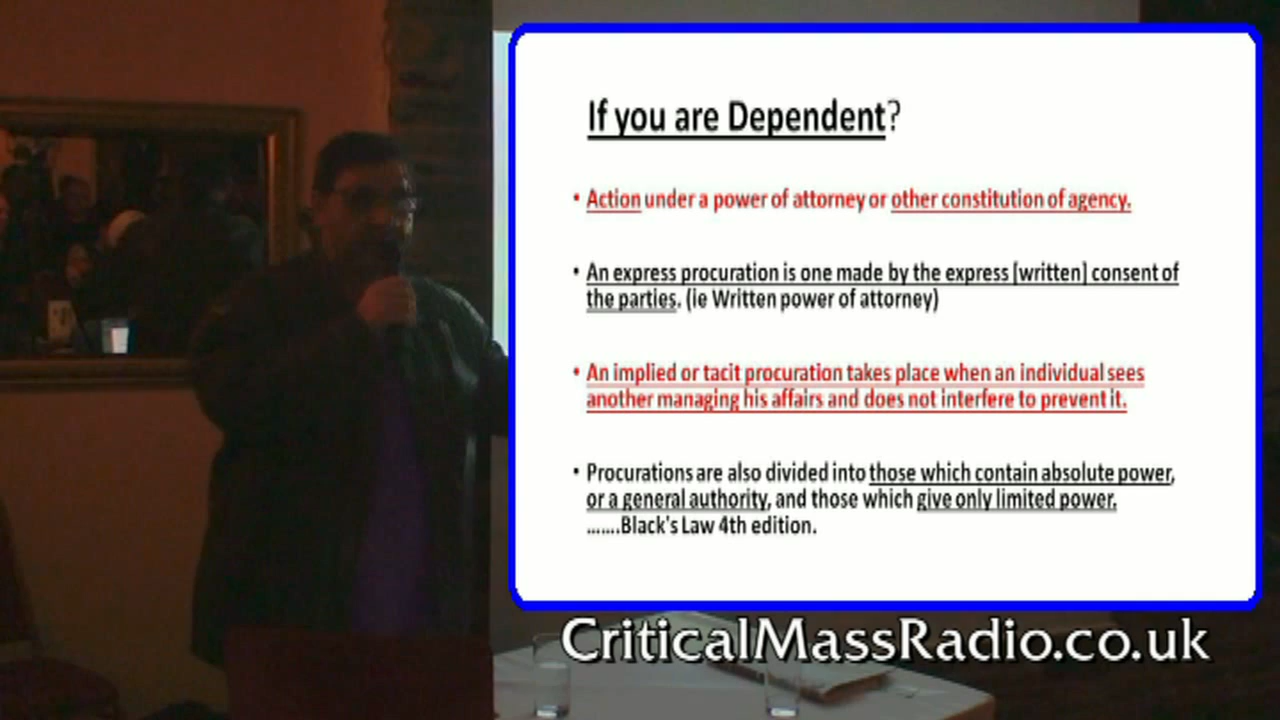 If you are Dependent?
• Action under a power of attorney or other constitution of agency.
• An express procuration is one made by the express [written] consent of
the parties. (ie Written power of attorney)
• An implied or tacit procuration takes place when an individual sees
another managing his affairs and does not interfere to prevent it.
• Procurations are also divided into those which contain absolute power,
or a general authority, and those which give only limited power.
.......Black's Law 4th edition.
CriticalMassRadio.co.uk